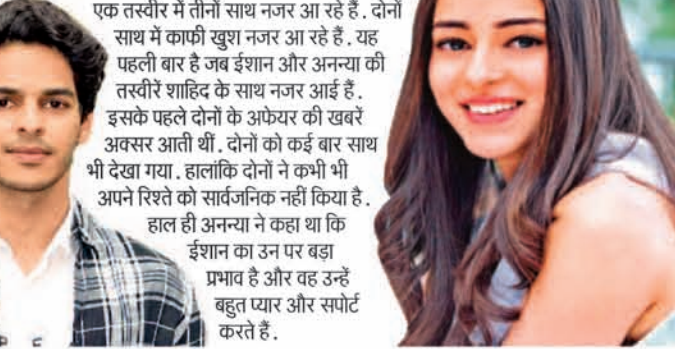 एक तस्वीर में तीनों साथ नजर आ रहे हैं. दोनों
साथ में काफी खुश नजर आ रहे हैं. यह
पहली बार है जब ईशान और अनन्या की
तस्वीरें शाहिद के साथ नजर आई हैं.
इसके पहले दोनों के अफेयर की खबरें
अक्सर आती थीं. दोनों को कई बार साथ
भी देखा गया. हालांकि दोनों ने कभी भी
अपने रिश्ते को सार्वजनिक नहीं किया है.
हाल ही अनन्या ने कहा था कि
ईशान का उन पर बड़ा
प्रभाव है और वह उन्हें
बहुत प्यार और सपोर्ट
करते हैं.